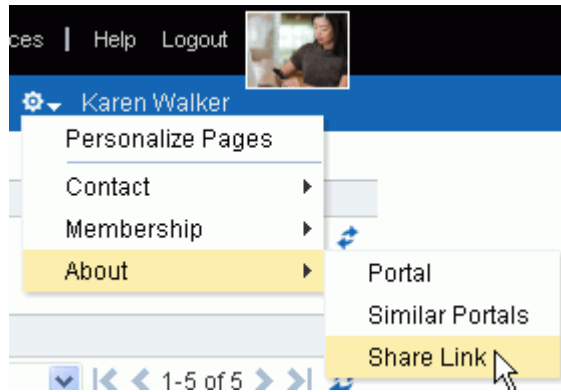 ces | Help Logout
Karen Walker
Personalize Pages
Contact
Membership
About
Portal
Similar Portals
Share Link
1-5 of 5